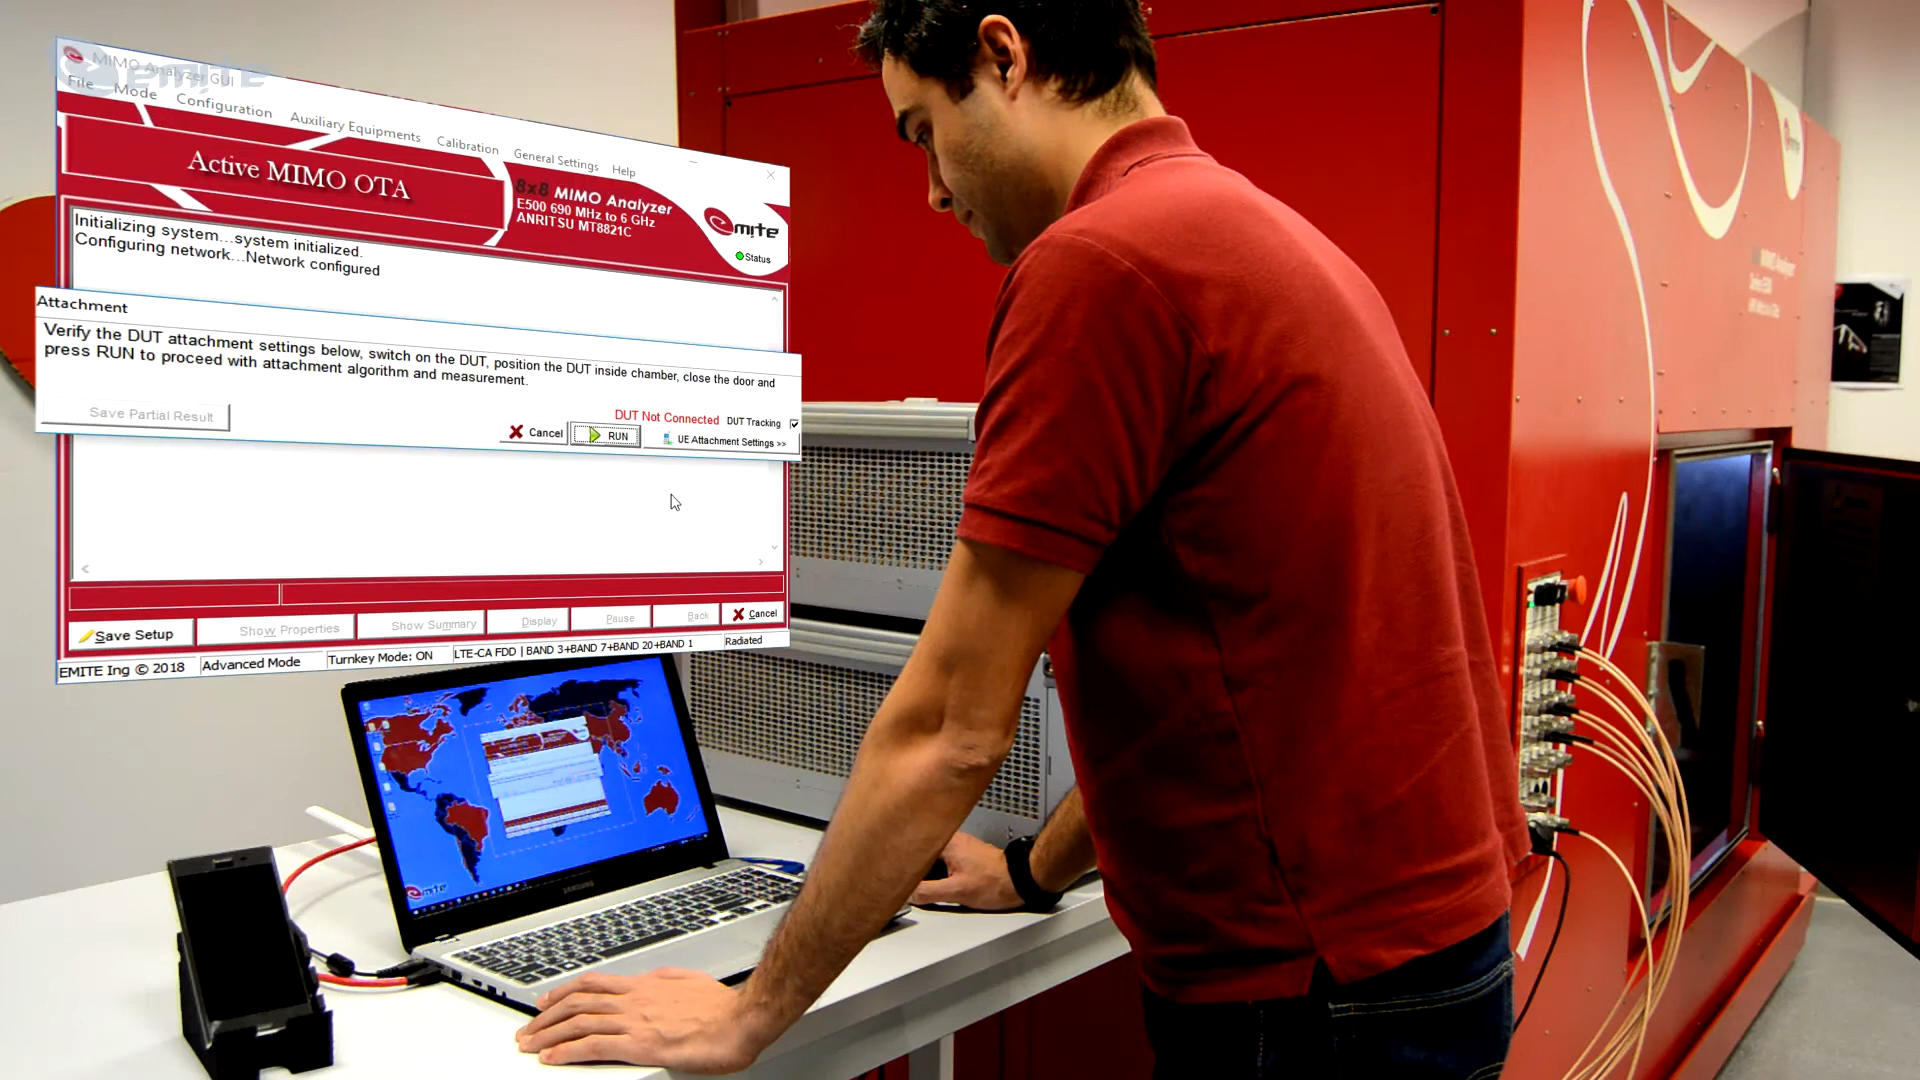 MIMO Analyzer GUI
EMITE
File Mode Configuration Auxiliary Equipments Calibration General Settings Help
Active MIMO OTA
8x8 MIMO Analyzer
E500 690 MHz to 6 GHz
ANRITSU MT8821C
emite
Status
Initializing system...system initialized.
Configuring network...Network configured
Attachment
Verify the DUT attachment settings below, switch on the DUT, position the DUT inside chamber, close the door and
press RUN to proceed with attachment algorithm and measurement.
Save Partial Result
DUT Not Connected DUT Tracking
Cancel RUN UE Attachment Settings >>
Save Setup Show Properties Show Summary Display Pause Back Cancel
EMITE Ing © 2018 Advanced Mode Turnkey Mode: ON LTE-CA FDD | BAND 3+BAND 7+BAND 20+BAND 1 Radiated
MIMO Analyzer
emite
SAMSUNG